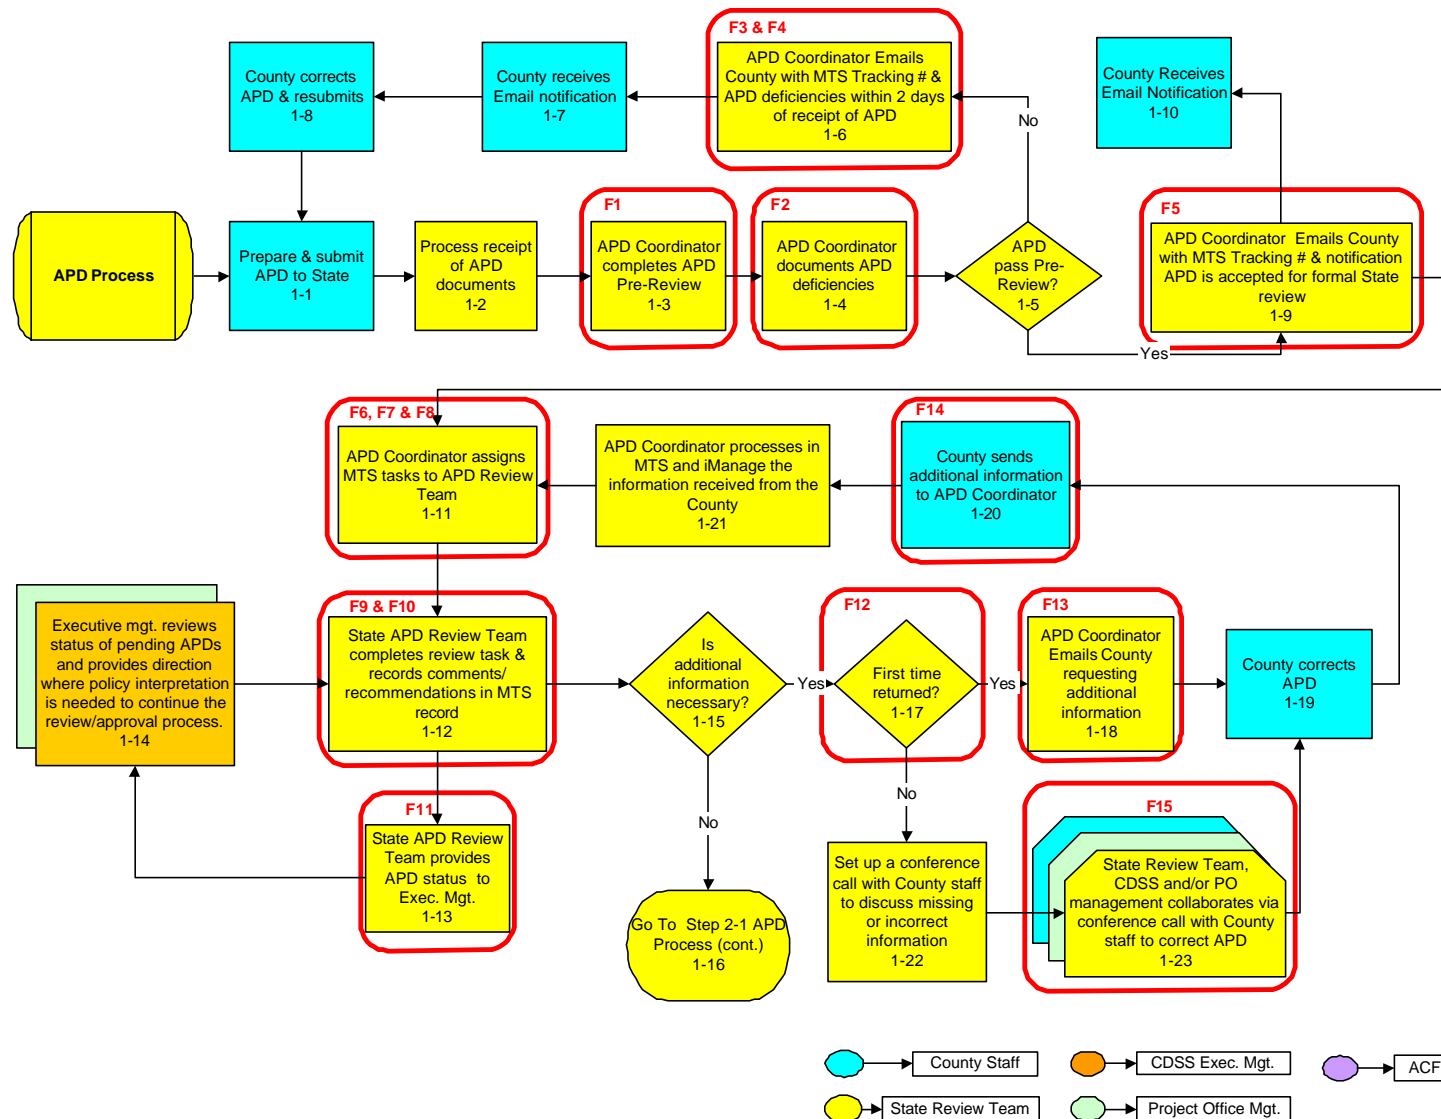 F3 & F4
County corrects
APD & resubmits
1-8
County receives
Email notification
1-7
APD Coordinator Emails
County with MTS Tracking # &
APD deficiencies within 2 days
of receipt of APD
1-6
No
County Receives
Email Notification
1-10
APD Process
Prepare & submit
APD to State
1-1
Process receipt
of APD
documents
1-2
F1
APD Coordinator
completes APD
Pre-Review
1-3
F2
APD Coordinator
documents APD
deficiencies
1-4
APD
pass Pre-
Review?
1-5
Yes
F5
APD Coordinator Emails County
with MTS Tracking # & notification
APD is accepted for formal State
review
1-9
F6, F7 & F8
APD Coordinator assigns
MTS tasks to APD Review
Team
1-11
APD Coordinator processes in
MTS and iManage the
information received from the
County
1-21
F14
County sends
additional information
to APD Coordinator
1-20
Executive mgt. reviews
status of pending APDs
and provides direction
where policy interpretation
is needed to continue the
review/approval process.
1-14
F9 & F10
State APD Review Team
completes review task &
records comments/
recommendations in MTS
record
1-12
Is
additional
information
necessary?
1-15
Yes
F12
First time
returned?
1-17
Yes
F13
APD Coordinator
Emails County
requesting
additional
information
1-18
County corrects
APD
1-19
F11
State APD Review
Team provides
APD status to
Exec. Mgt.
1-13
No
Go To Step 2-1 APD
Process (cont.)
1-16
No
Set up a conference
call with County staff
to discuss missing
or incorrect
information
1-22
F15
State Review Team,
CDSS and/or PO
management collaborates via
conference call with County
staff to correct APD
1-23
County Staff
CDSS Exec. Mgt.
ACF
State Review Team
Project Office Mgt.